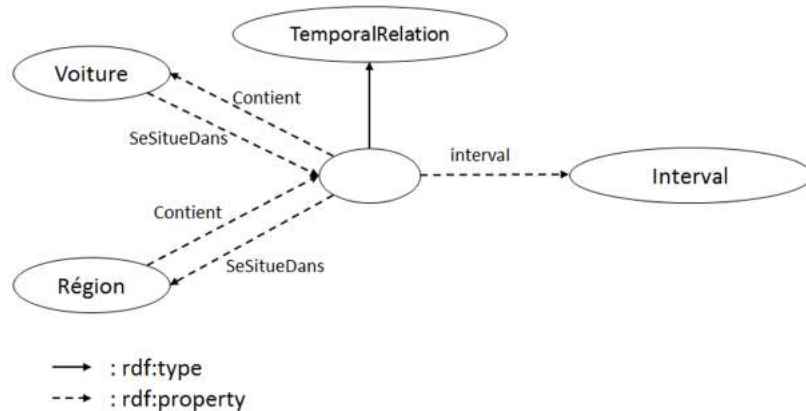 TemporalRelation
Voiture
Contient
SeSitueDans
interval
Interval
Contient
SeSitueDans
Région
: rdf:type
: rdf:property